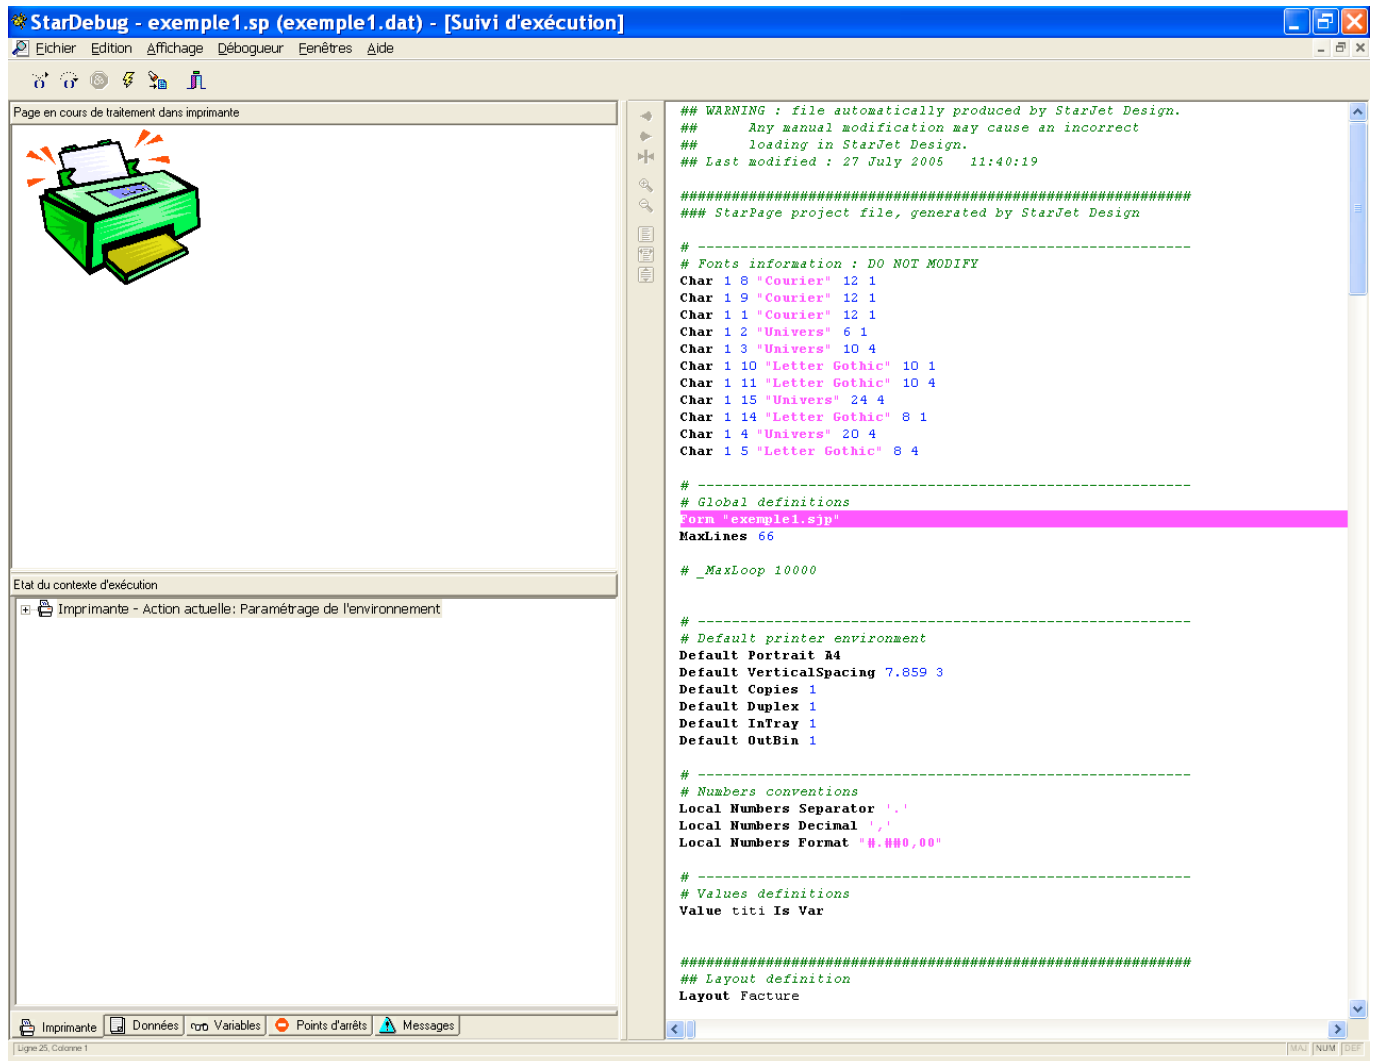 StarDebug - exemple1.sp (exemple1.dat) - [Suivi d'exécution]
Fichier Edition Affichage Débogueur Fenêtres Aide
Page en cours de traitement dans imprimante
Etat du contexte d'exécution
Imprimante - Action actuelle: Paramétrage de l'environnement
Imprimante Données Variables Points d'arrêts Messages
## WARNING : file automatically produced by StarJet Design.
## Any manual modification may cause an incorrect
## loading in StarJet Design.
## Last modified : 27 July 2005 11:40:19
############################################################
### StarPage project file, generated by StarJet Design
# ----------------------------------------------------------
# Fonts information : DO NOT MODIFY
Char 1 8 "Courier" 12 1
Char 1 9 "Courier" 12 1
Char 1 1 "Courier" 12 1
Char 1 2 "Univers" 6 1
Char 1 3 "Univers" 10 4
Char 1 10 "Letter Gothic" 10 1
Char 1 11 "Letter Gothic" 10 4
Char 1 15 "Univers" 24 4
Char 1 14 "Letter Gothic" 8 1
Char 1 4 "Univers" 20 4
Char 1 5 "Letter Gothic" 8 4
# ----------------------------------------------------------
# Global definitions
Form "exemple1.sjp"
MaxLines 66
# _MaxLoop 10000
# ----------------------------------------------------------
# Default printer environment
Default Portrait A4
Default VerticalSpacing 7.859 3
Default Copies 1
Default Duplex 1
Default InTray 1
Default OutBin 1
# ----------------------------------------------------------
# Numbers conventions
Local Numbers Separator '.'
Local Numbers Decimal ','
Local Numbers Format "#.##0,00"
# ----------------------------------------------------------
# Values definitions
Value titi Is Var
############################################################
## Layout definition
Layout Facture
Ligne 25, Colonne 1
MAJ NUM DEF